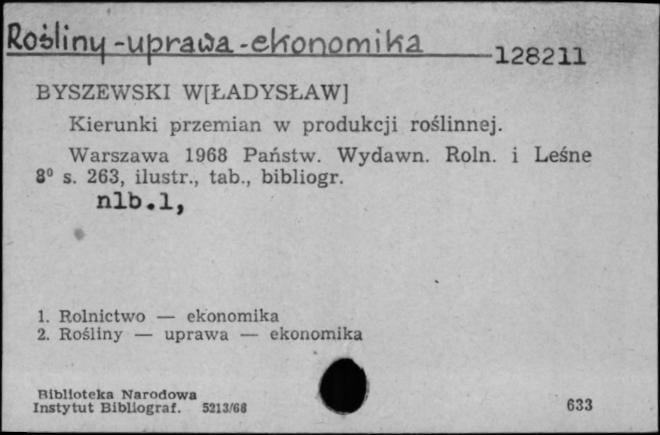 Rośliny - uprawa - ekonomika
128211
BYSZEWSKI W[ŁADYSŁAW]
Kierunki przemian w produkcji roślinnej.
Warszawa 1968 Państw. Wydawn. Roln. i Leśne
8⁰ s. 263, ilustr., tab., bibliogr.
nlb.1,
1. Rolnictwo — ekonomika
2. Rośliny — uprawa — ekonomika
Biblioteka Narodowa
Instytut Bibliograf. 5213/68
633